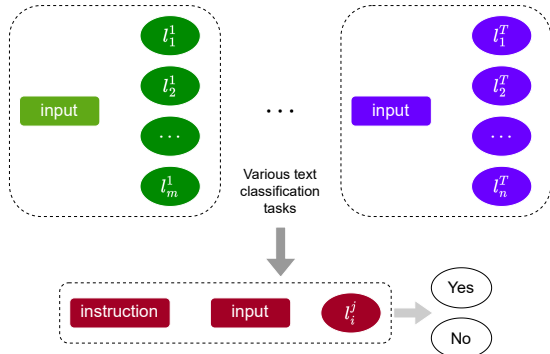 l_1^1
l_2^1
input
...
l_m^1
...
l_1^T
l_2^T
input
...
l_n^T
Various text
classification
tasks
instruction input l_i^j
Yes
No